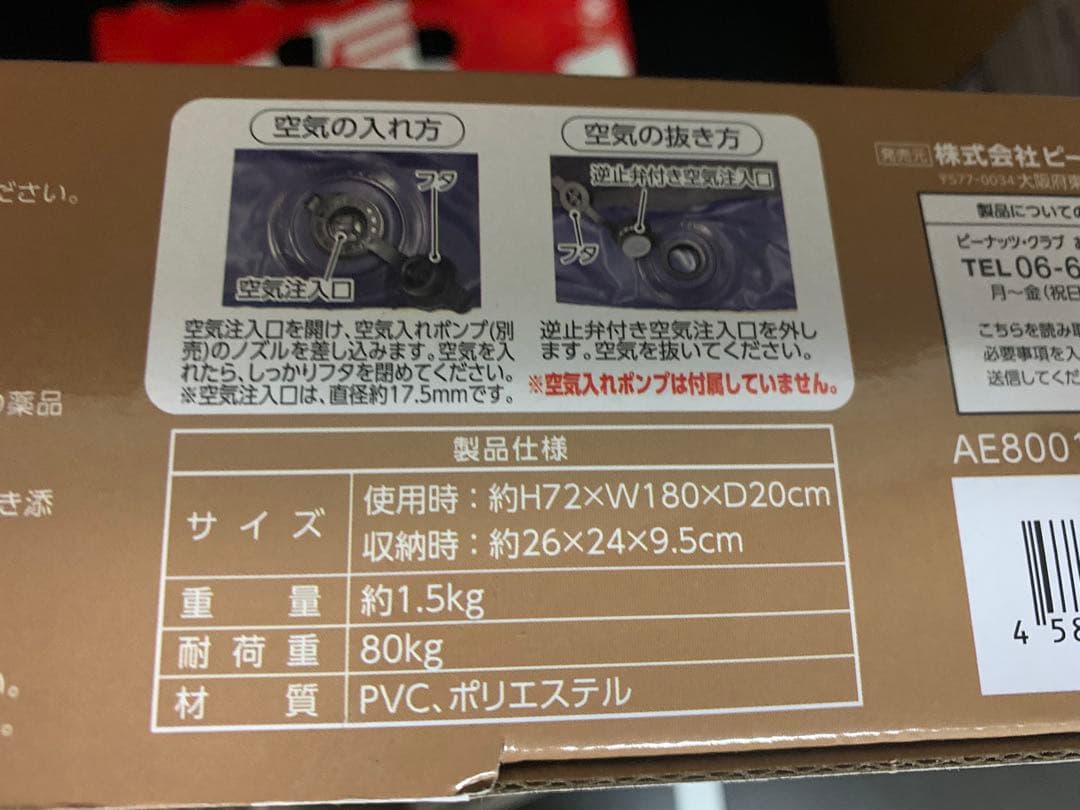 ださい。
薬品
き添
空気の入れ方
フタ
空気注入口
空気注入口を開け、空気入れポンプ(別
売)のノズルを差し込みます。空気を入
れたら、しっかりフタを閉めてください。
※空気注入口は、直径約17.5mmです。
空気の抜き方
逆止弁付き空気注入口
フタ
逆止弁付き空気注入口を外し
ます。空気を抜いてください。
※空気入れポンプは付属していません。
製品仕様
サイズ
使用時：約H72×W180×D20cm
収納時：約26×24×9.5cm
重量
約1.5kg
耐荷重
80kg
材質
PVC、ポリエステル
発売元 株式会社ピー
〒577-0034 大阪府東
製品についての
ピーナッツ・クラブ お
TEL 06-6
月～金(祝日
こちらを読み取
必要事項を入
送信してくだ
AE8001
4 58